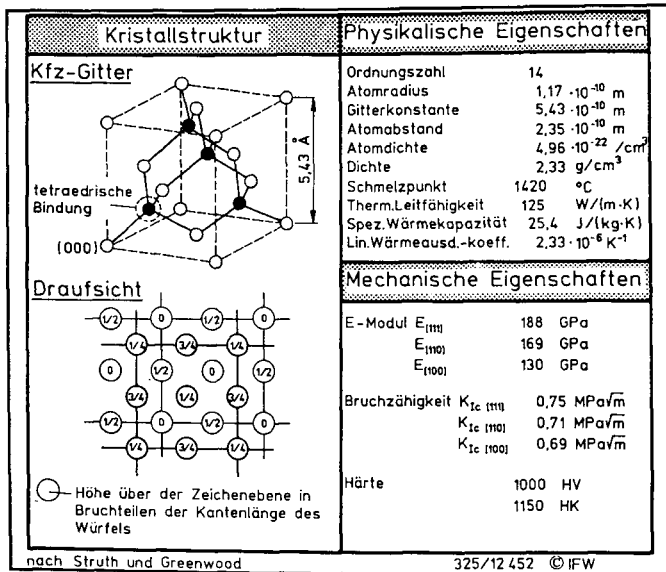 Kristallstruktur
Kfz-Gitter
5,43 Å
tetraedrische
Bindung
(000)
Draufsicht
1/2 0 1/2 0
1/4 3/4 1/4
0 1/2 0 1/2
3/4 1/4 3/4
1/2 0 1/2 0
1/4 3/4 1/4
Höhe über der Zeichenebene in
Bruchteilen der Kantenlänge des
Würfels
Physikalische Eigenschaften
Ordnungszahl 14
Atomradius 1,17 ·10⁻¹⁰ m
Gitterkonstante 5,43 ·10⁻¹⁰ m
Atomabstand 2,35 ·10⁻¹⁰ m
Atomdichte 4,96 ·10⁻²² /cm³
Dichte 2,33 g/cm³
Schmelzpunkt 1420 °C
Therm.Leitfähigkeit 125 W/(m·K)
Spez.Wärmekapazität 25,4 J/(kg·K)
Lin.Wärmeausd.-koeff. 2,33·10⁻⁶ K⁻¹
Mechanische Eigenschaften
E-Modul E[111] 188 GPa
E[110] 169 GPa
E[100] 130 GPa
Bruchzähigkeit KIc [111] 0,75 MPa√m
KIc [110] 0,71 MPa√m
KIc [100] 0,69 MPa√m
Härte 1000 HV
1150 HK
nach Struth und Greenwood
325/12 452 © IFW